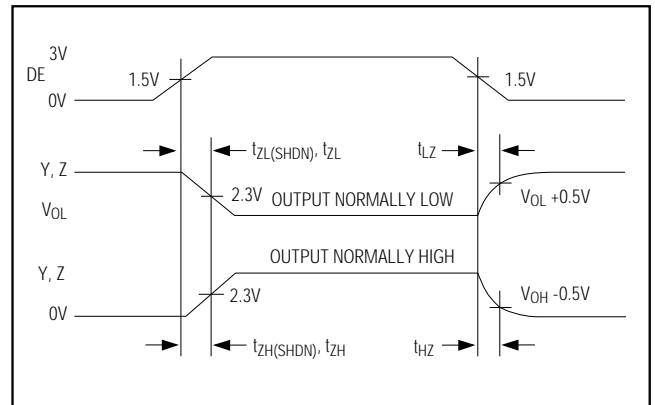 3V
DE
1.5V
1.5V
0V
tZL(SHDN), tZL
tLZ
Y, Z
2.3V
OUTPUT NORMALLY LOW
VOL +0.5V
VOL
OUTPUT NORMALLY HIGH
Y, Z
2.3V
VOH -0.5V
0V
tZH(SHDN), tZH
tHZ